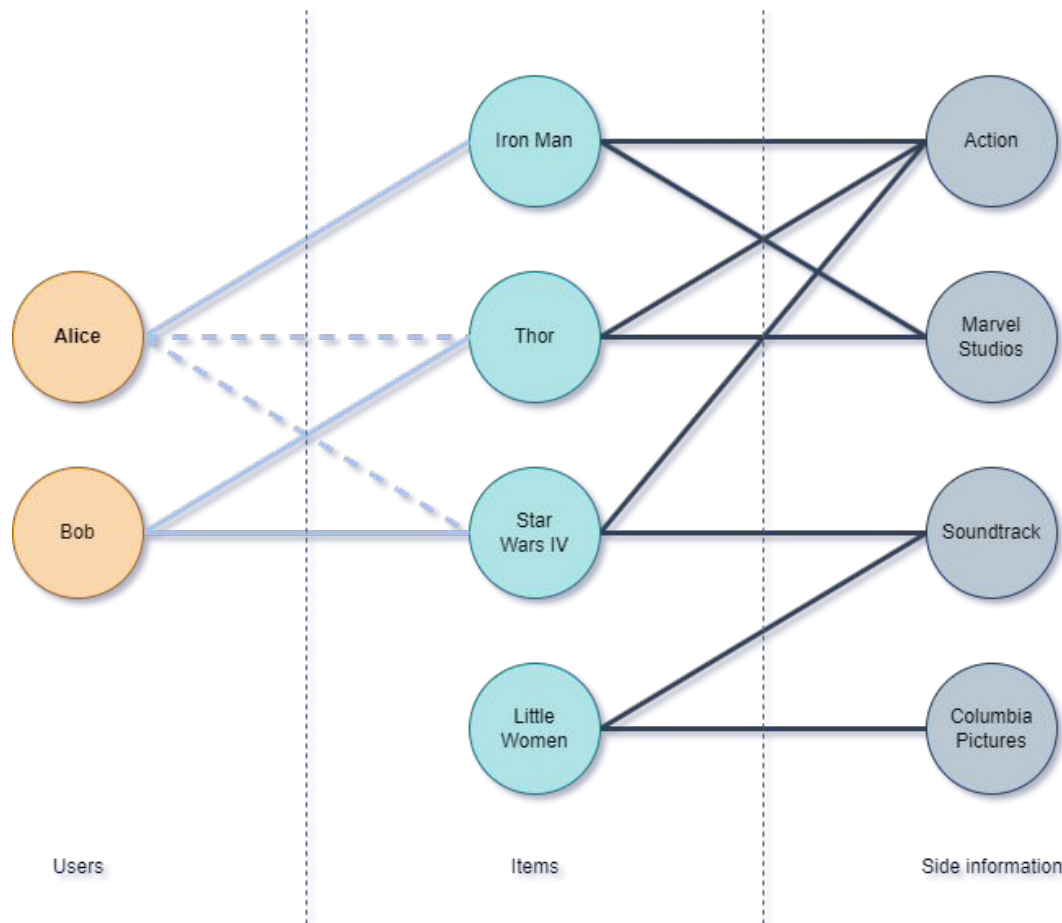 Iron Man
Action
Alice
Thor
Marvel
Studios
Bob
Star
Wars IV
Soundtrack
Little
Women
Columbia
Pictures
Users
Items
Side information